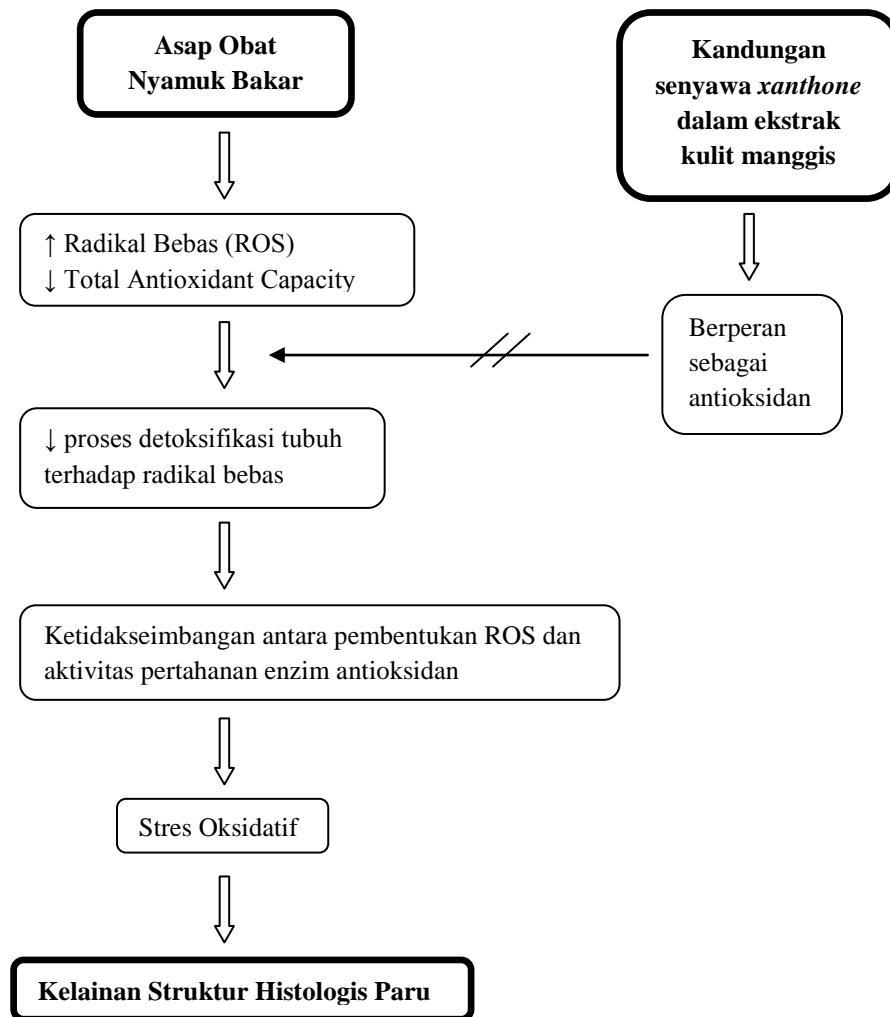 Asap Obat
Nyamuk Bakar
Kandungan
senyawa xanthone
dalam ekstrak
kulit manggis
↑ Radikal Bebas (ROS)
↓ Total Antioxidant Capacity
Berperan
sebagai
antioksidan
↓ proses detoksifikasi tubuh
terhadap radikal bebas
Ketidakseimbangan antara pembentukan ROS dan
aktivitas pertahanan enzim antioksidan
Stres Oksidatif
Kelainan Struktur Histologis Paru